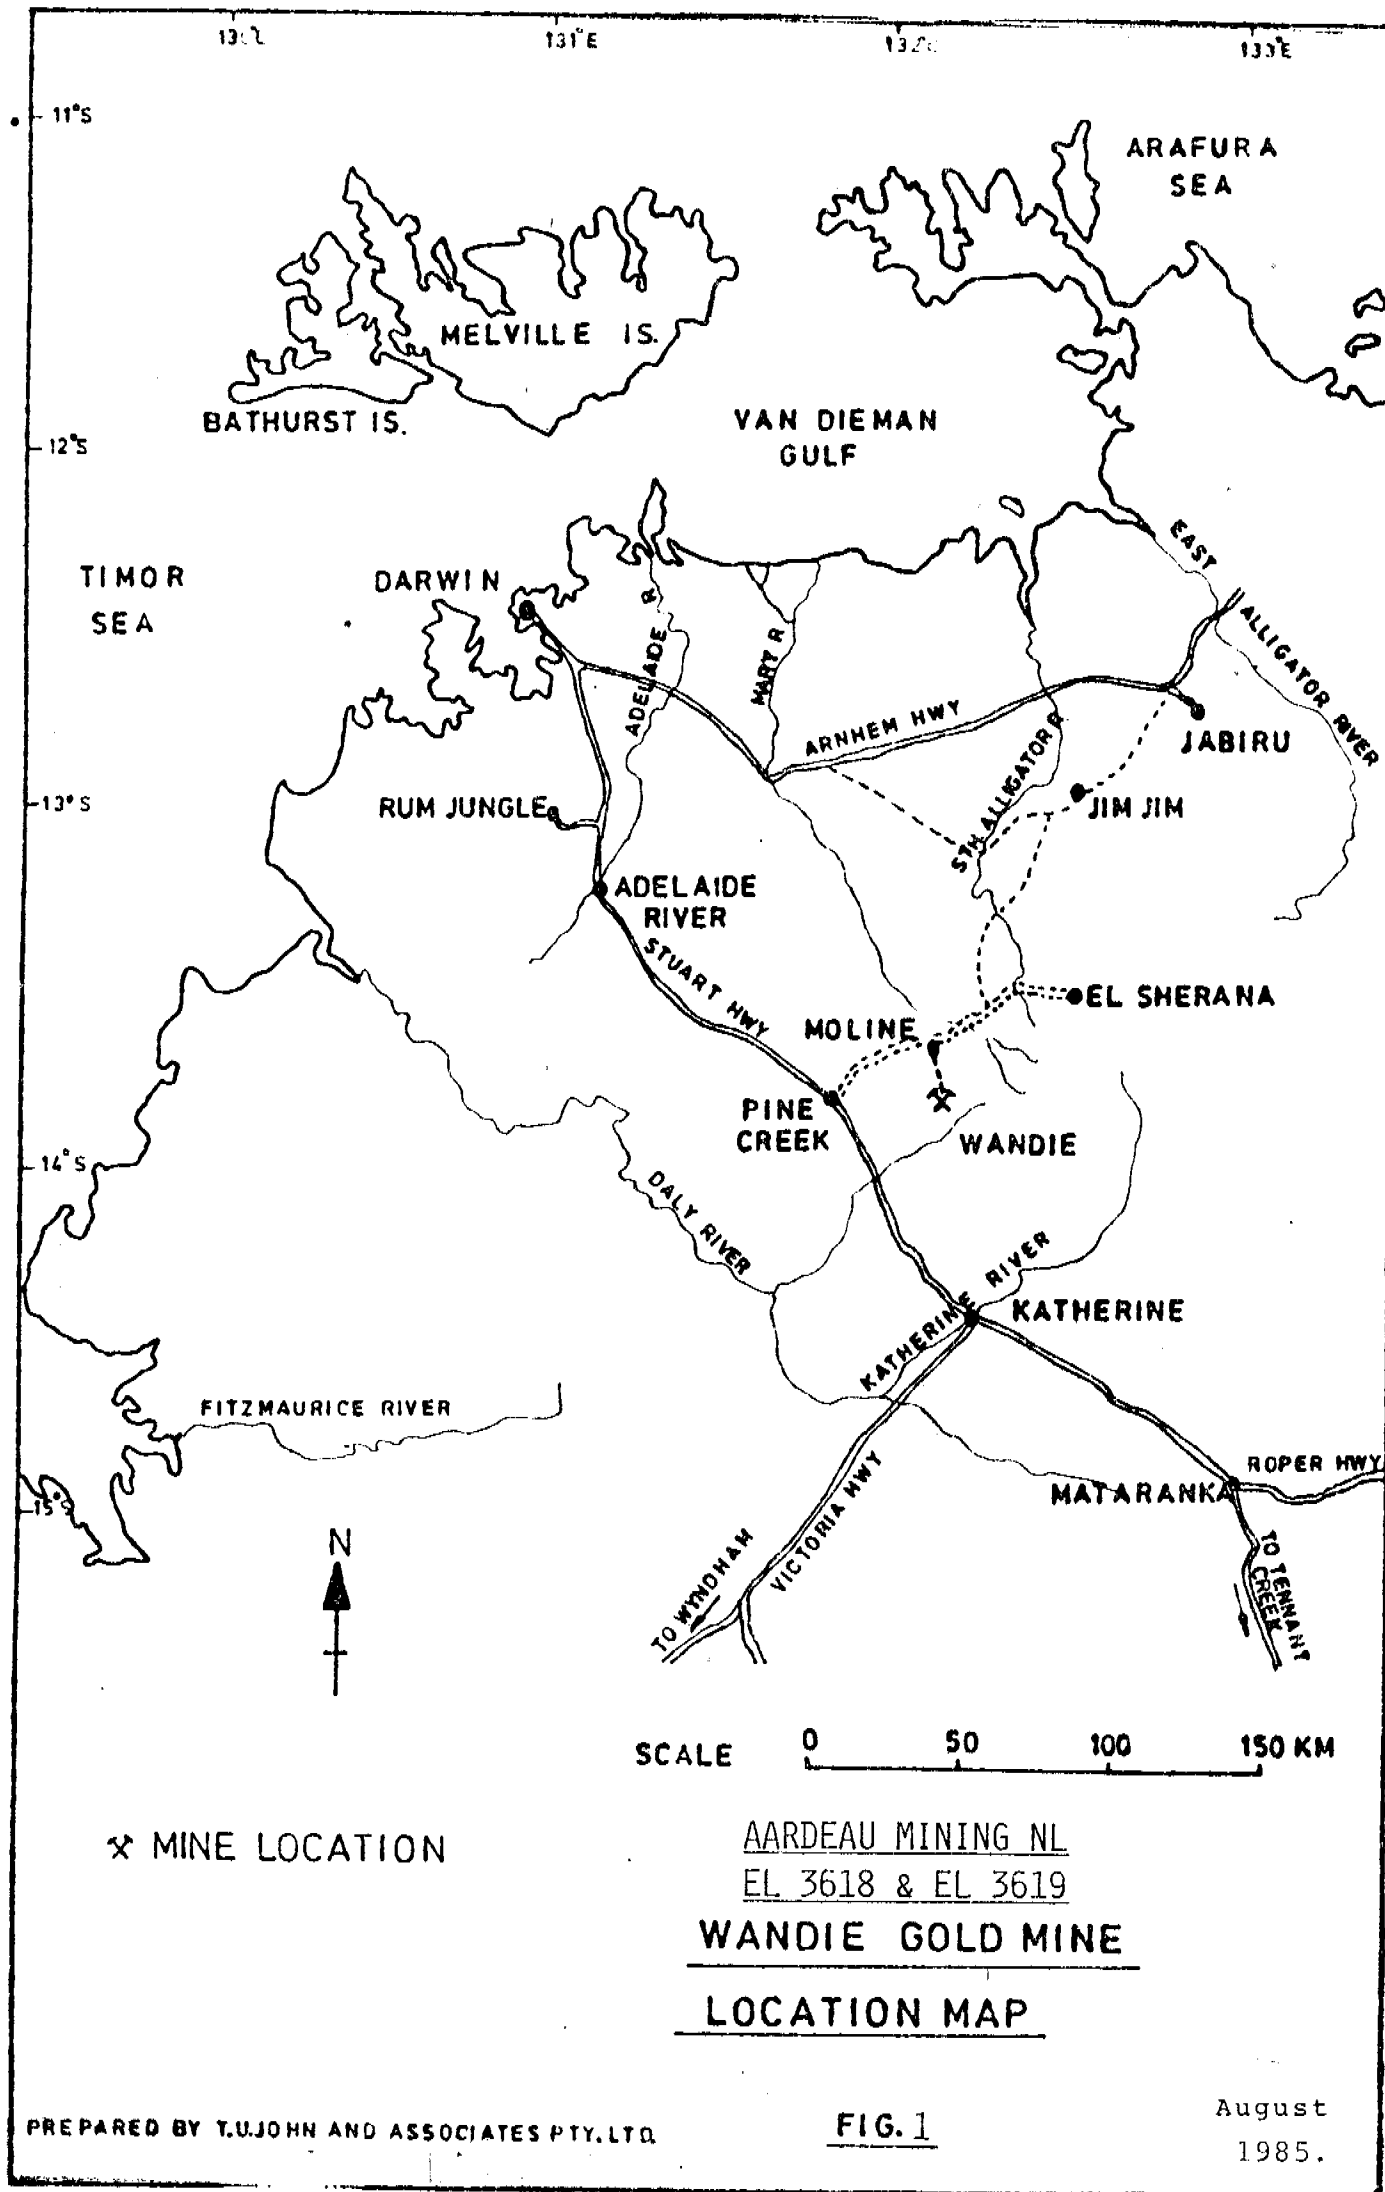 131°E
133°E
11°S
ARAFURA
SEA
MELVILLE IS.
BATHURST IS.
VAN DIEMAN
GULF
12°S
TIMOR
SEA
DARWIN
ADELAIDE R
MARY R
EAST ALLIGATOR RIVER
ARNHEM HWY
STH ALLIGATOR R
JABIRU
13°S
RUM JUNGLE
JIM JIM
ADELAIDE
RIVER
STUART HWY
EL SHERANA
MOLINE
PINE
CREEK
WANDIE
14°S
DALY RIVER
KATHERINE RIVER
KATHERINE
FITZMAURICE RIVER
VICTORIA HWY
ROPER HWY
MATARANKA
15°S
N
TO WYNDHAM
TO TENNANT
CREEK
SCALE 0 50 100 150 KM
MINE LOCATION
AARDEAU MINING NL
EL 3618 & EL 3619
WANDIE GOLD MINE
LOCATION MAP
PREPARED BY T.U.JOHN AND ASSOCIATES PTY. LTD.
FIG. 1
August
1985.